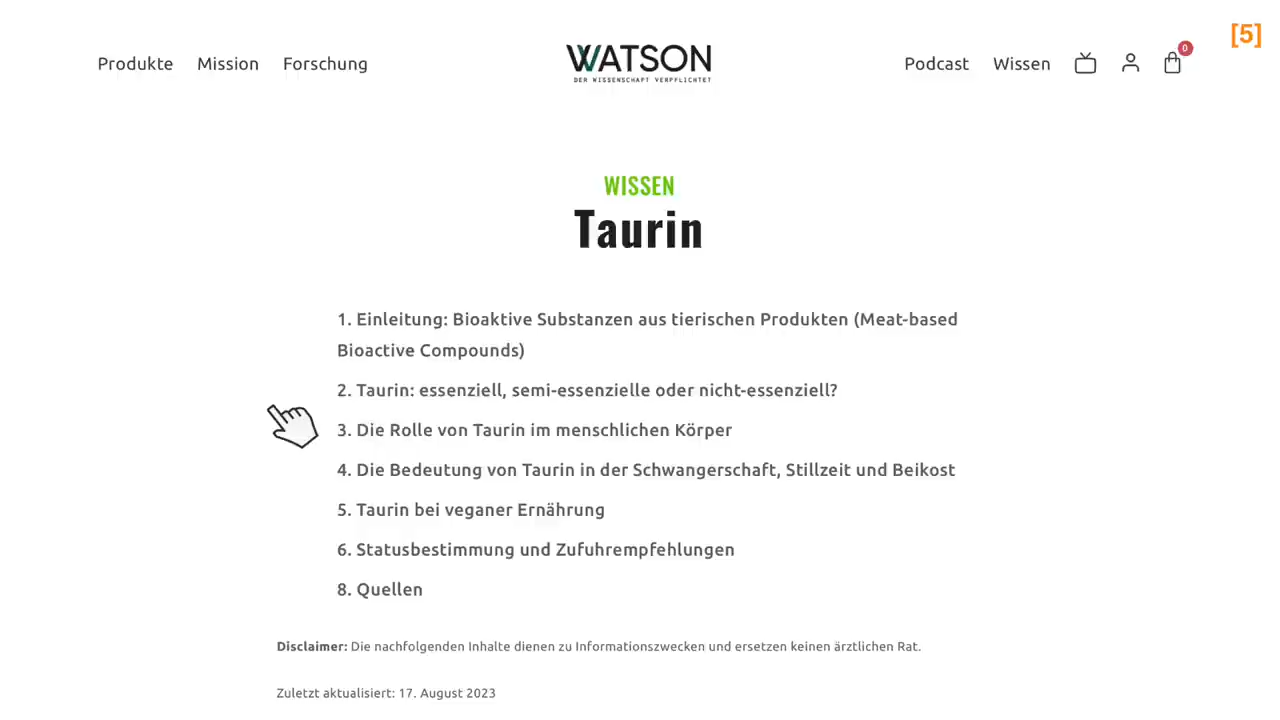 [5]
Produkte Mission Forschung
WATSON
DER WISSENSCHAFT VERPFLICHTET
Podcast Wissen
0
WISSEN
Taurin
1. Einleitung: Bioaktive Substanzen aus tierischen Produkten (Meat-based
Bioactive Compounds)
2. Taurin: essenziell, semi-essenzielle oder nicht-essenziell?
3. Die Rolle von Taurin im menschlichen Körper
4. Die Bedeutung von Taurin in der Schwangerschaft, Stillzeit und Beikost
5. Taurin bei veganer Ernährung
6. Statusbestimmung und Zufuhrempfehlungen
8. Quellen
Disclaimer: Die nachfolgenden Inhalte dienen zu Informationszwecken und ersetzen keinen ärztlichen Rat.
Zuletzt aktualisiert: 17. August 2023